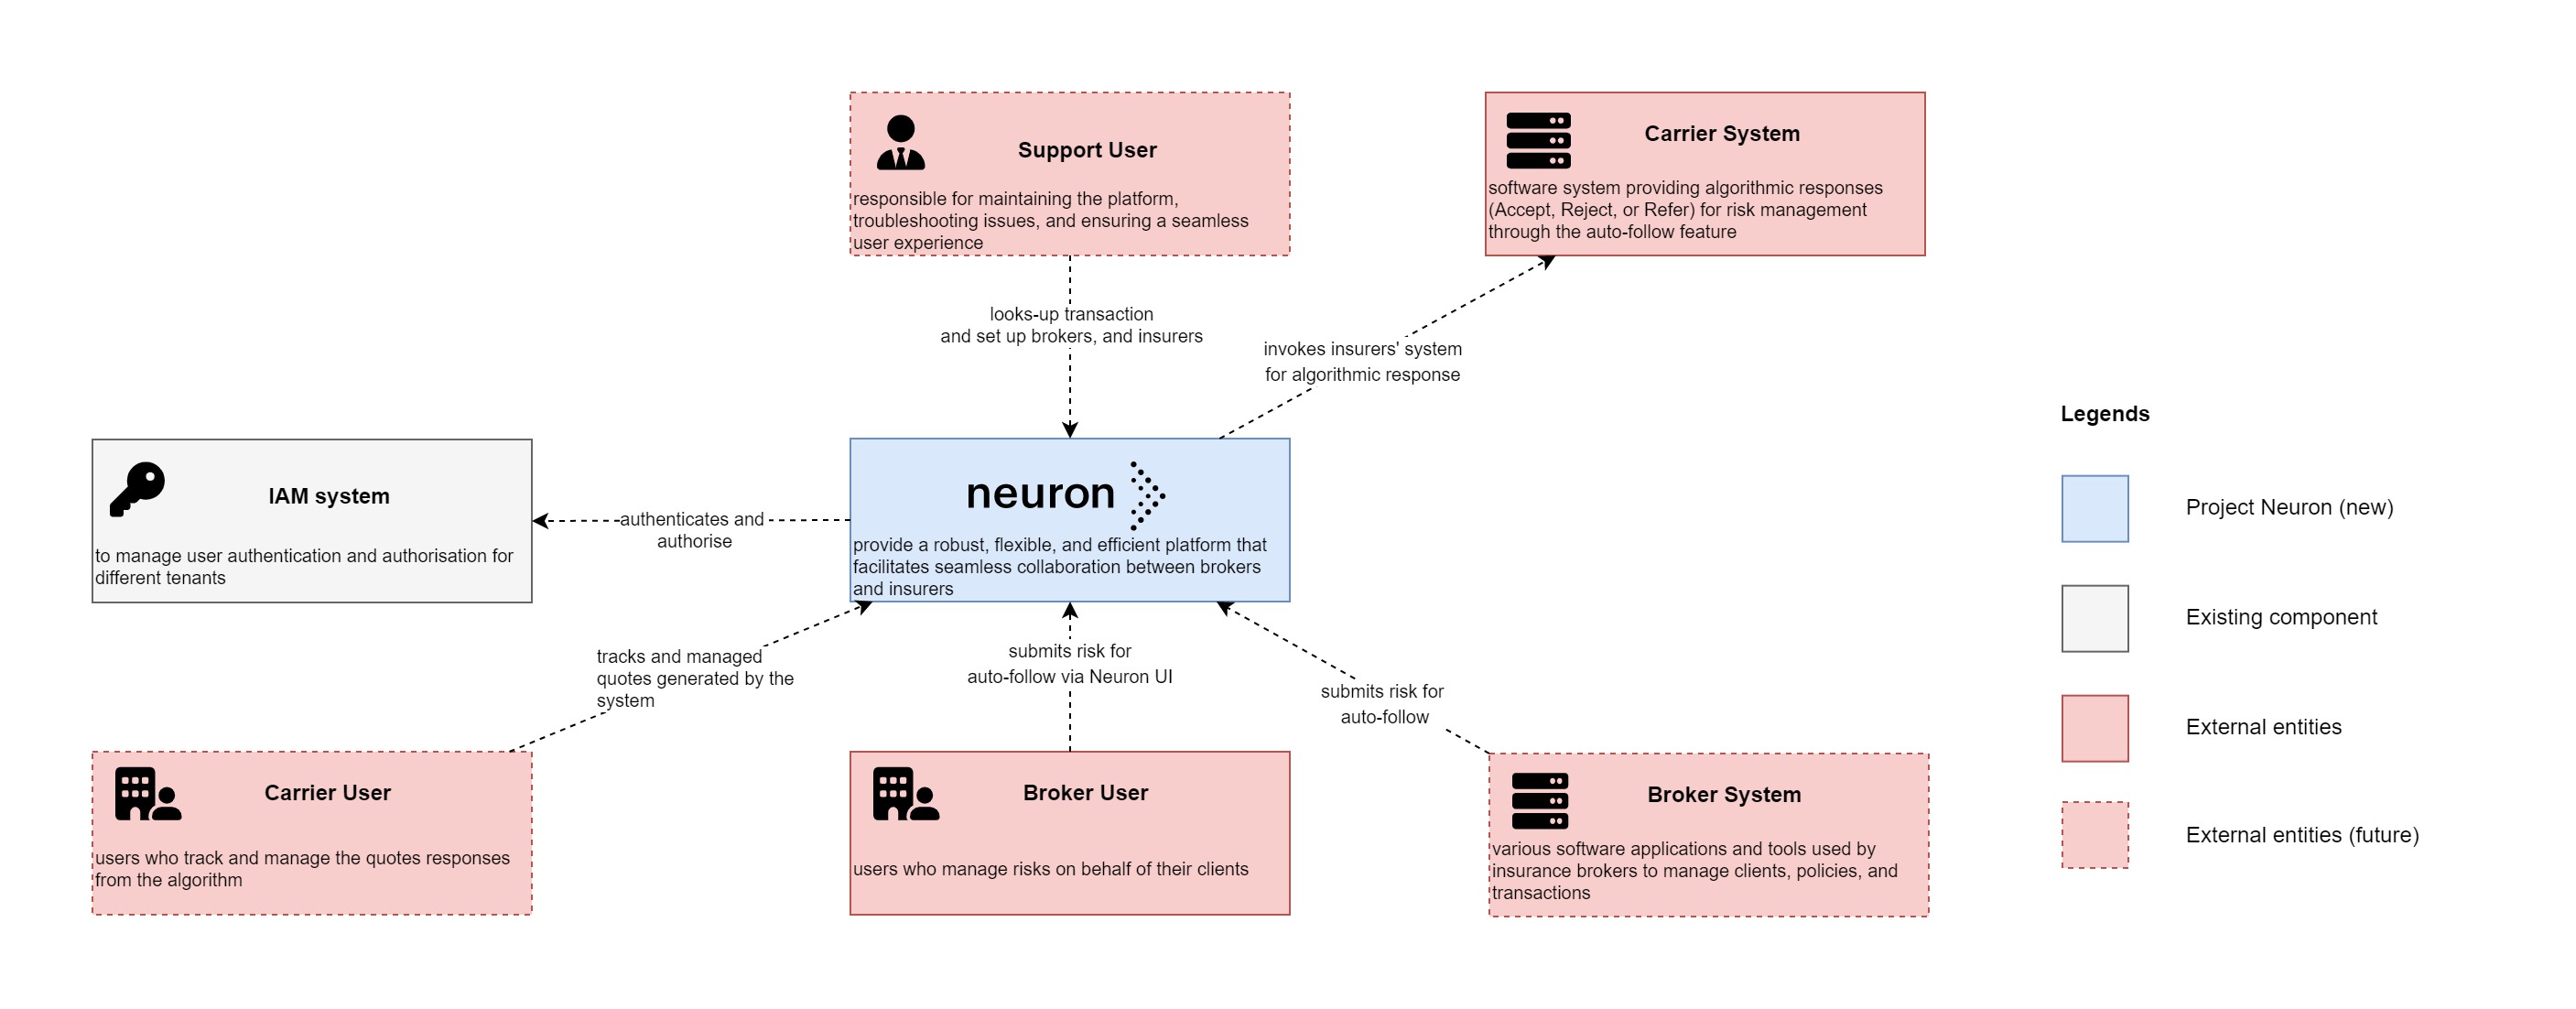 Support User
responsible for maintaining the platform,
troubleshooting issues, and ensuring a seamless
user experience
Carrier System
software system providing algorithmic responses
(Accept, Reject, or Refer) for risk management
through the auto-follow feature
looks-up transaction
and set up brokers, and insurers
invokes insurers' system
for algorithmic response
IAM system
to manage user authentication and authorisation for
different tenants
authenticates and
authorise
neuron
provide a robust, flexible, and efficient platform that
facilitates seamless collaboration between brokers
and insurers
tracks and managed
quotes generated by the
system
submits risk for
auto-follow via Neuron UI
submits risk for
auto-follow
Carrier User
users who track and manage the quotes responses
from the algorithm
Broker User
users who manage risks on behalf of their clients
Broker System
various software applications and tools used by
insurance brokers to manage clients, policies, and
transactions
Legends
Project Neuron (new)
Existing component
External entities
External entities (future)